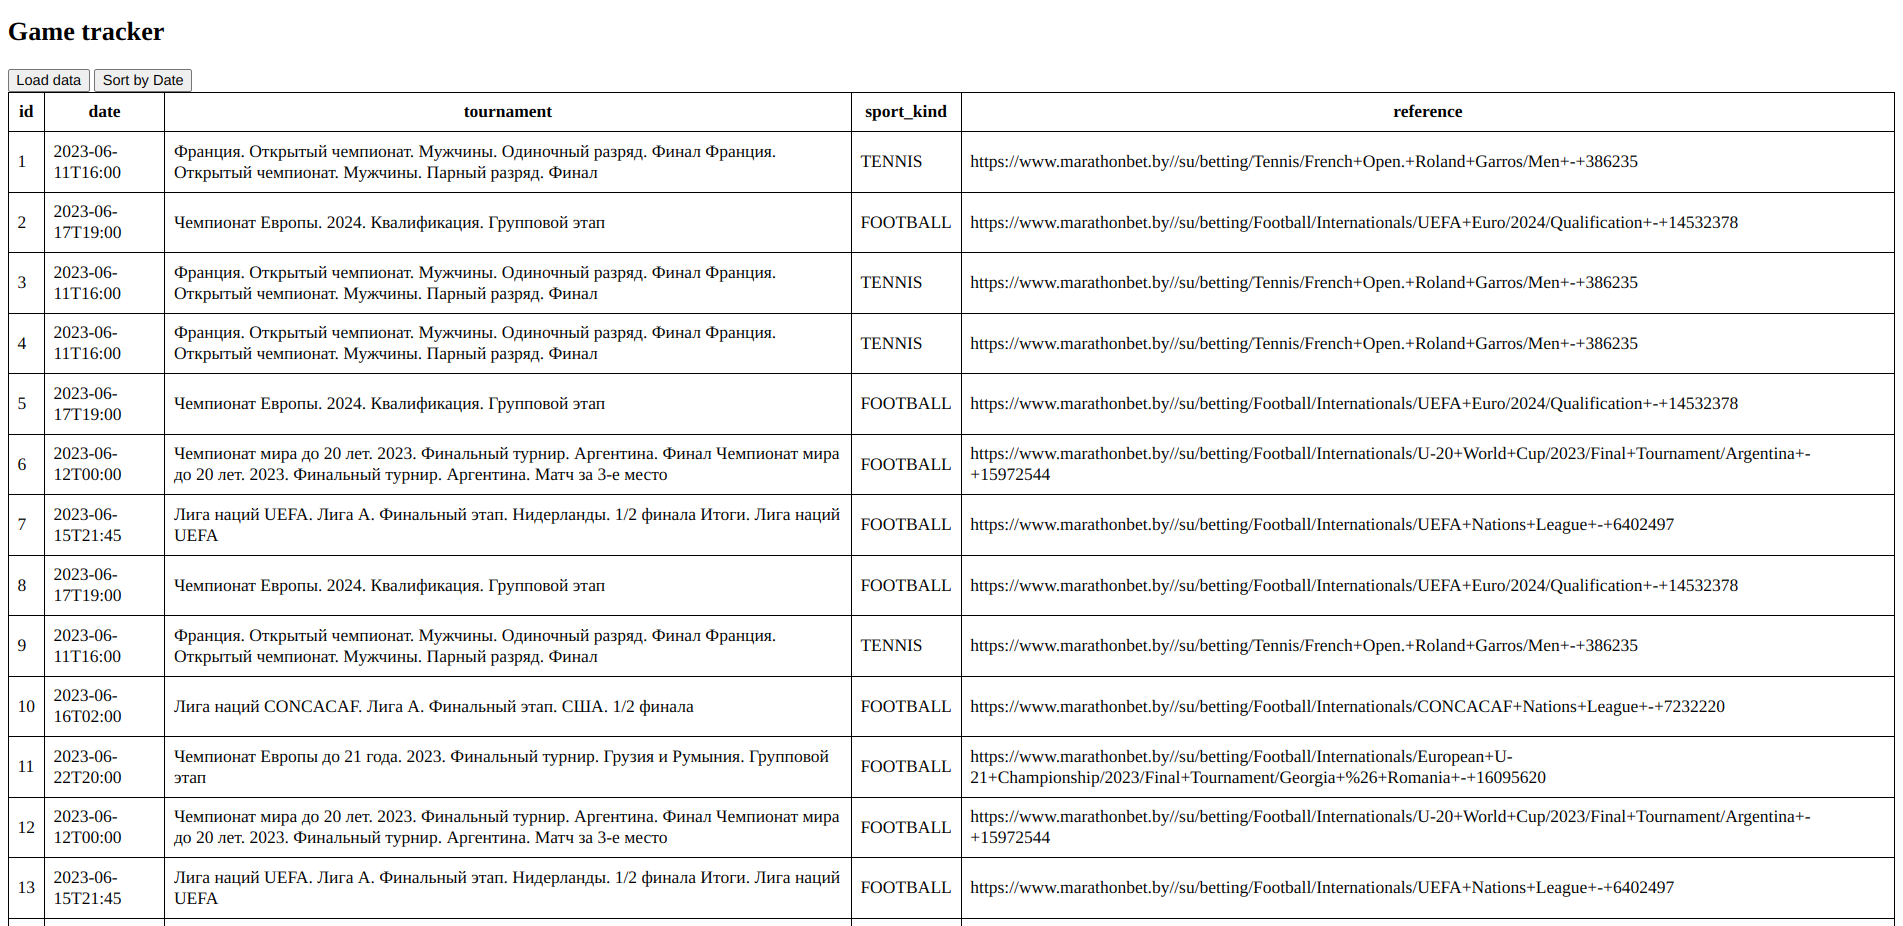 Game tracker
Load data Sort by Date
id date tournament sport_kind reference
1 2023-06-11T16:00 Франция. Открытый чемпионат. Мужчины. Одиночный разряд. Финал Франция. Открытый чемпионат. Мужчины. Парный разряд. Финал TENNIS https://www.marathonbet.by//su/betting/Tennis/French+Open.+Roland+Garros/Men+-+386235
2 2023-06-17T19:00 Чемпионат Европы. 2024. Квалификация. Групповой этап FOOTBALL https://www.marathonbet.by//su/betting/Football/Internationals/UEFA+Euro/2024/Qualification+-+14532378
3 2023-06-11T16:00 Франция. Открытый чемпионат. Мужчины. Одиночный разряд. Финал Франция. Открытый чемпионат. Мужчины. Парный разряд. Финал TENNIS https://www.marathonbet.by//su/betting/Tennis/French+Open.+Roland+Garros/Men+-+386235
4 2023-06-11T16:00 Франция. Открытый чемпионат. Мужчины. Одиночный разряд. Финал Франция. Открытый чемпионат. Мужчины. Парный разряд. Финал TENNIS https://www.marathonbet.by//su/betting/Tennis/French+Open.+Roland+Garros/Men+-+386235
5 2023-06-17T19:00 Чемпионат Европы. 2024. Квалификация. Групповой этап FOOTBALL https://www.marathonbet.by//su/betting/Football/Internationals/UEFA+Euro/2024/Qualification+-+14532378
6 2023-06-12T00:00 Чемпионат мира до 20 лет. 2023. Финальный турнир. Аргентина. Финал Чемпионат мира до 20 лет. 2023. Финальный турнир. Аргентина. Матч за 3-е место FOOTBALL https://www.marathonbet.by//su/betting/Football/Internationals/U-20+World+Cup/2023/Final+Tournament/Argentina+-+15972544
7 2023-06-15T21:45 Лига наций UEFA. Лига А. Финальный этап. Нидерланды. 1/2 финала Итоги. Лига наций UEFA FOOTBALL https://www.marathonbet.by//su/betting/Football/Internationals/UEFA+Nations+League+-+6402497
8 2023-06-17T19:00 Чемпионат Европы. 2024. Квалификация. Групповой этап FOOTBALL https://www.marathonbet.by//su/betting/Football/Internationals/UEFA+Euro/2024/Qualification+-+14532378
9 2023-06-11T16:00 Франция. Открытый чемпионат. Мужчины. Одиночный разряд. Финал Франция. Открытый чемпионат. Мужчины. Парный разряд. Финал TENNIS https://www.marathonbet.by//su/betting/Tennis/French+Open.+Roland+Garros/Men+-+386235
10 2023-06-16T02:00 Лига наций CONCACAF. Лига А. Финальный этап. США. 1/2 финала FOOTBALL https://www.marathonbet.by//su/betting/Football/Internationals/CONCACAF+Nations+League+-+7232220
11 2023-06-22T20:00 Чемпионат Европы до 21 года. 2023. Финальный турнир. Грузия и Румыния. Групповой этап FOOTBALL https://www.marathonbet.by//su/betting/Football/Internationals/European+U-21+Championship/2023/Final+Tournament/Georgia+%26+Romania+-+16095620
12 2023-06-12T00:00 Чемпионат мира до 20 лет. 2023. Финальный турнир. Аргентина. Финал Чемпионат мира до 20 лет. 2023. Финальный турнир. Аргентина. Матч за 3-е место FOOTBALL https://www.marathonbet.by//su/betting/Football/Internationals/U-20+World+Cup/2023/Final+Tournament/Argentina+-+15972544
13 2023-06-15T21:45 Лига наций UEFA. Лига А. Финальный этап. Нидерланды. 1/2 финала Итоги. Лига наций UEFA FOOTBALL https://www.marathonbet.by//su/betting/Football/Internationals/UEFA+Nations+League+-+6402497